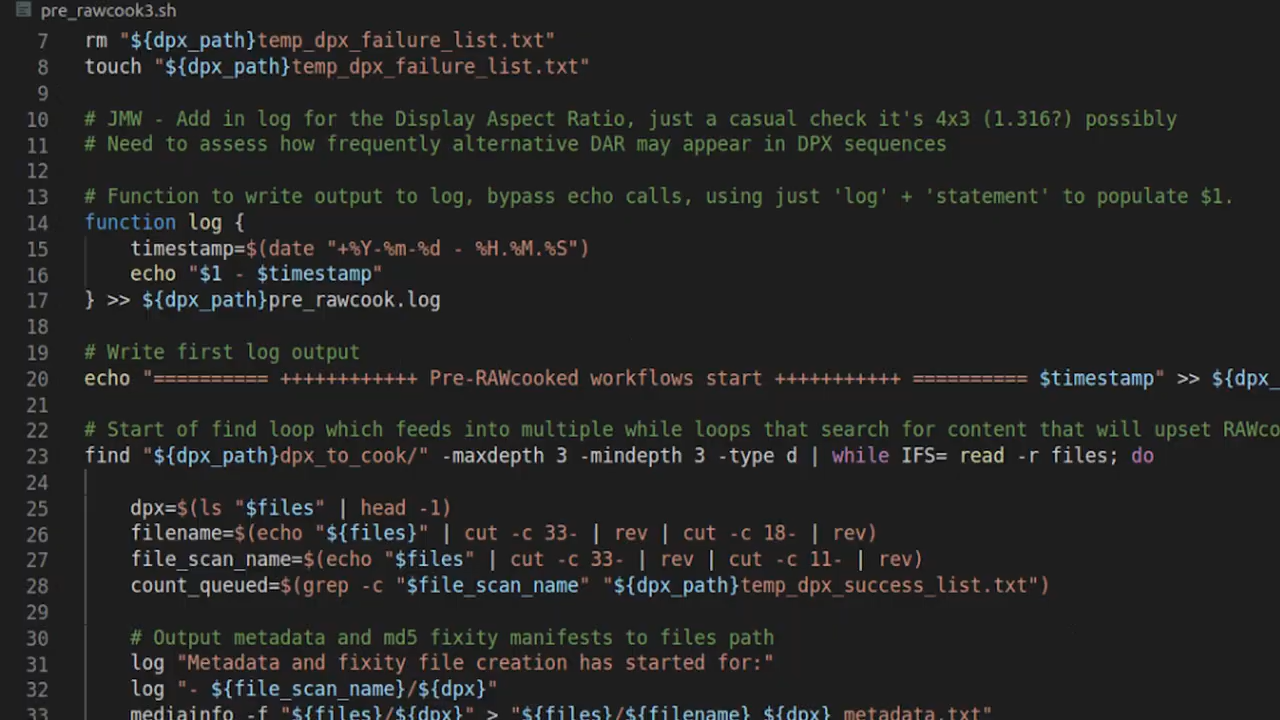 pre_rawcook3.sh
7 rm "${dpx_path}temp_dpx_failure_list.txt"
8 touch "${dpx_path}temp_dpx_failure_list.txt"
9
10 # JMW - Add in log for the Display Aspect Ratio, just a casual check it's 4x3 (1.316?) possibly
11 # Need to assess how frequently alternative DAR may appear in DPX sequences
12
13 # Function to write output to log, bypass echo calls, using just 'log' + 'statement' to populate $1.
14 function log {
15     timestamp=$(date "+%Y-%m-%d - %H.%M.%S")
16     echo "$1 - $timestamp"
17 } >> ${dpx_path}pre_rawcook.log
18
19 # Write first log output
20 echo "========== ++++++++++++ Pre-RAWcooked workflows start +++++++++++ ========== $timestamp" >> ${dpx_
21
22 # Start of find loop which feeds into multiple while loops that search for content that will upset RAWco
23 find "${dpx_path}dpx_to_cook/" -maxdepth 3 -mindepth 3 -type d | while IFS= read -r files; do
24
25     dpx=$(ls "$files" | head -1)
26     filename=$(echo "${files}" | cut -c 33- | rev | cut -c 18- | rev)
27     file_scan_name=$(echo "$files" | cut -c 33- | rev | cut -c 11- | rev)
28     count_queued=$(grep -c "$file_scan_name" "${dpx_path}temp_dpx_success_list.txt")
29
30     # Output metadata and md5 fixity manifests to files path
31     log "Metadata and fixity file creation has started for:"
32     log "- ${file_scan_name}/${dpx}"
33     mediainfo -f "${files}/${dpx}" > "${files}/${filename}_${dpx}_metadata.txt"